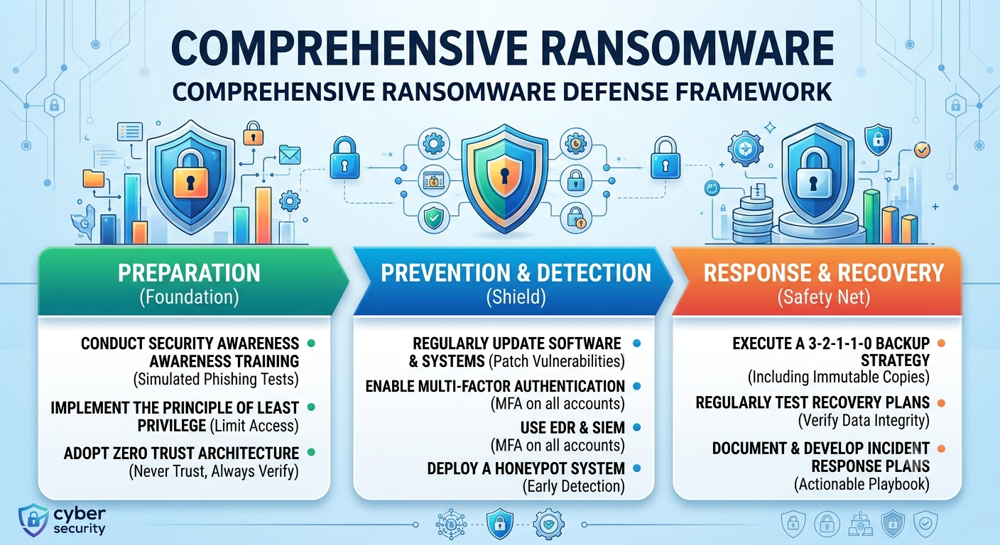 COMPREHENSIVE RANSOMWARE
COMPREHENSIVE RANSOMWARE DEFENSE FRAMEWORK
PREPARATION
(Foundation)
CONDUCT SECURITY AWARENESS
AWARENESS TRAINING
(Simulated Phishing Tests)
IMPLEMENT THE PRINCIPLE OF LEAST
PRIVILEGE (Limit Access)
ADOPT ZERO TRUST ARCHITECTURE
(Never Trust, Always Verify)
PREVENTION & DETECTION
(Shield)
REGULARLY UPDATE SOFTWARE
& SYSTEMS (Patch Vulnerabilities)
ENABLE MULTI-FACTOR AUTHENTICATION
(MFA on all accounts)
USE EDR & SIEM
(MFA on all accounts)
DEPLOY A HONEYPOT SYSTEM
(Early Detection)
RESPONSE & RECOVERY
(Safety Net)
EXECUTE A 3-2-1-1-0 BACKUP
STRATEGY
(Including Immutable Copies)
REGULARLY TEST RECOVERY PLANS
(Verify Data Integrity)
DOCUMENT & DEVELOP INCIDENT
RESPONSE PLANS
(Actionable Playbook)
cyber
security